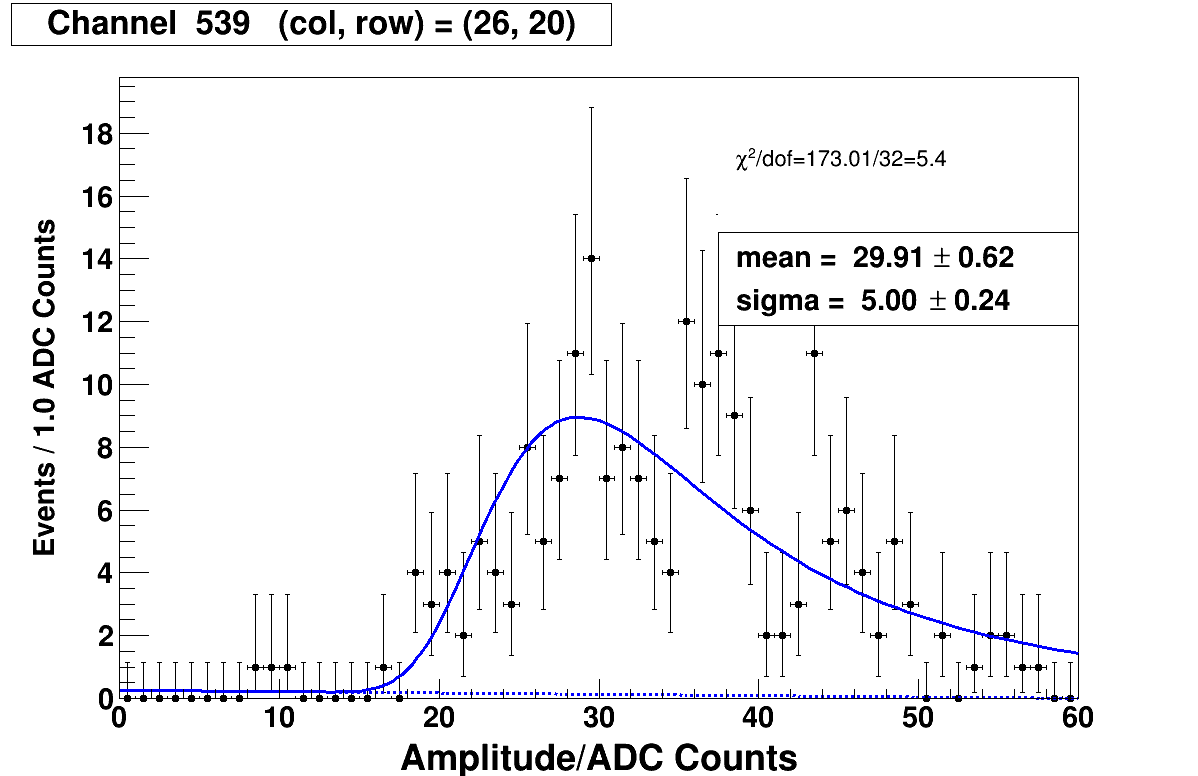 Channel 539 (col, row) = (26, 20)
χ²/dof=173.01/32=5.4
mean = 29.91 ± 0.62
sigma = 5.00 ± 0.24
Events / 1.0 ADC Counts
18
16
14
12
10
8
6
4
2
0
0 10 20 30 40 50 60
Amplitude/ADC Counts